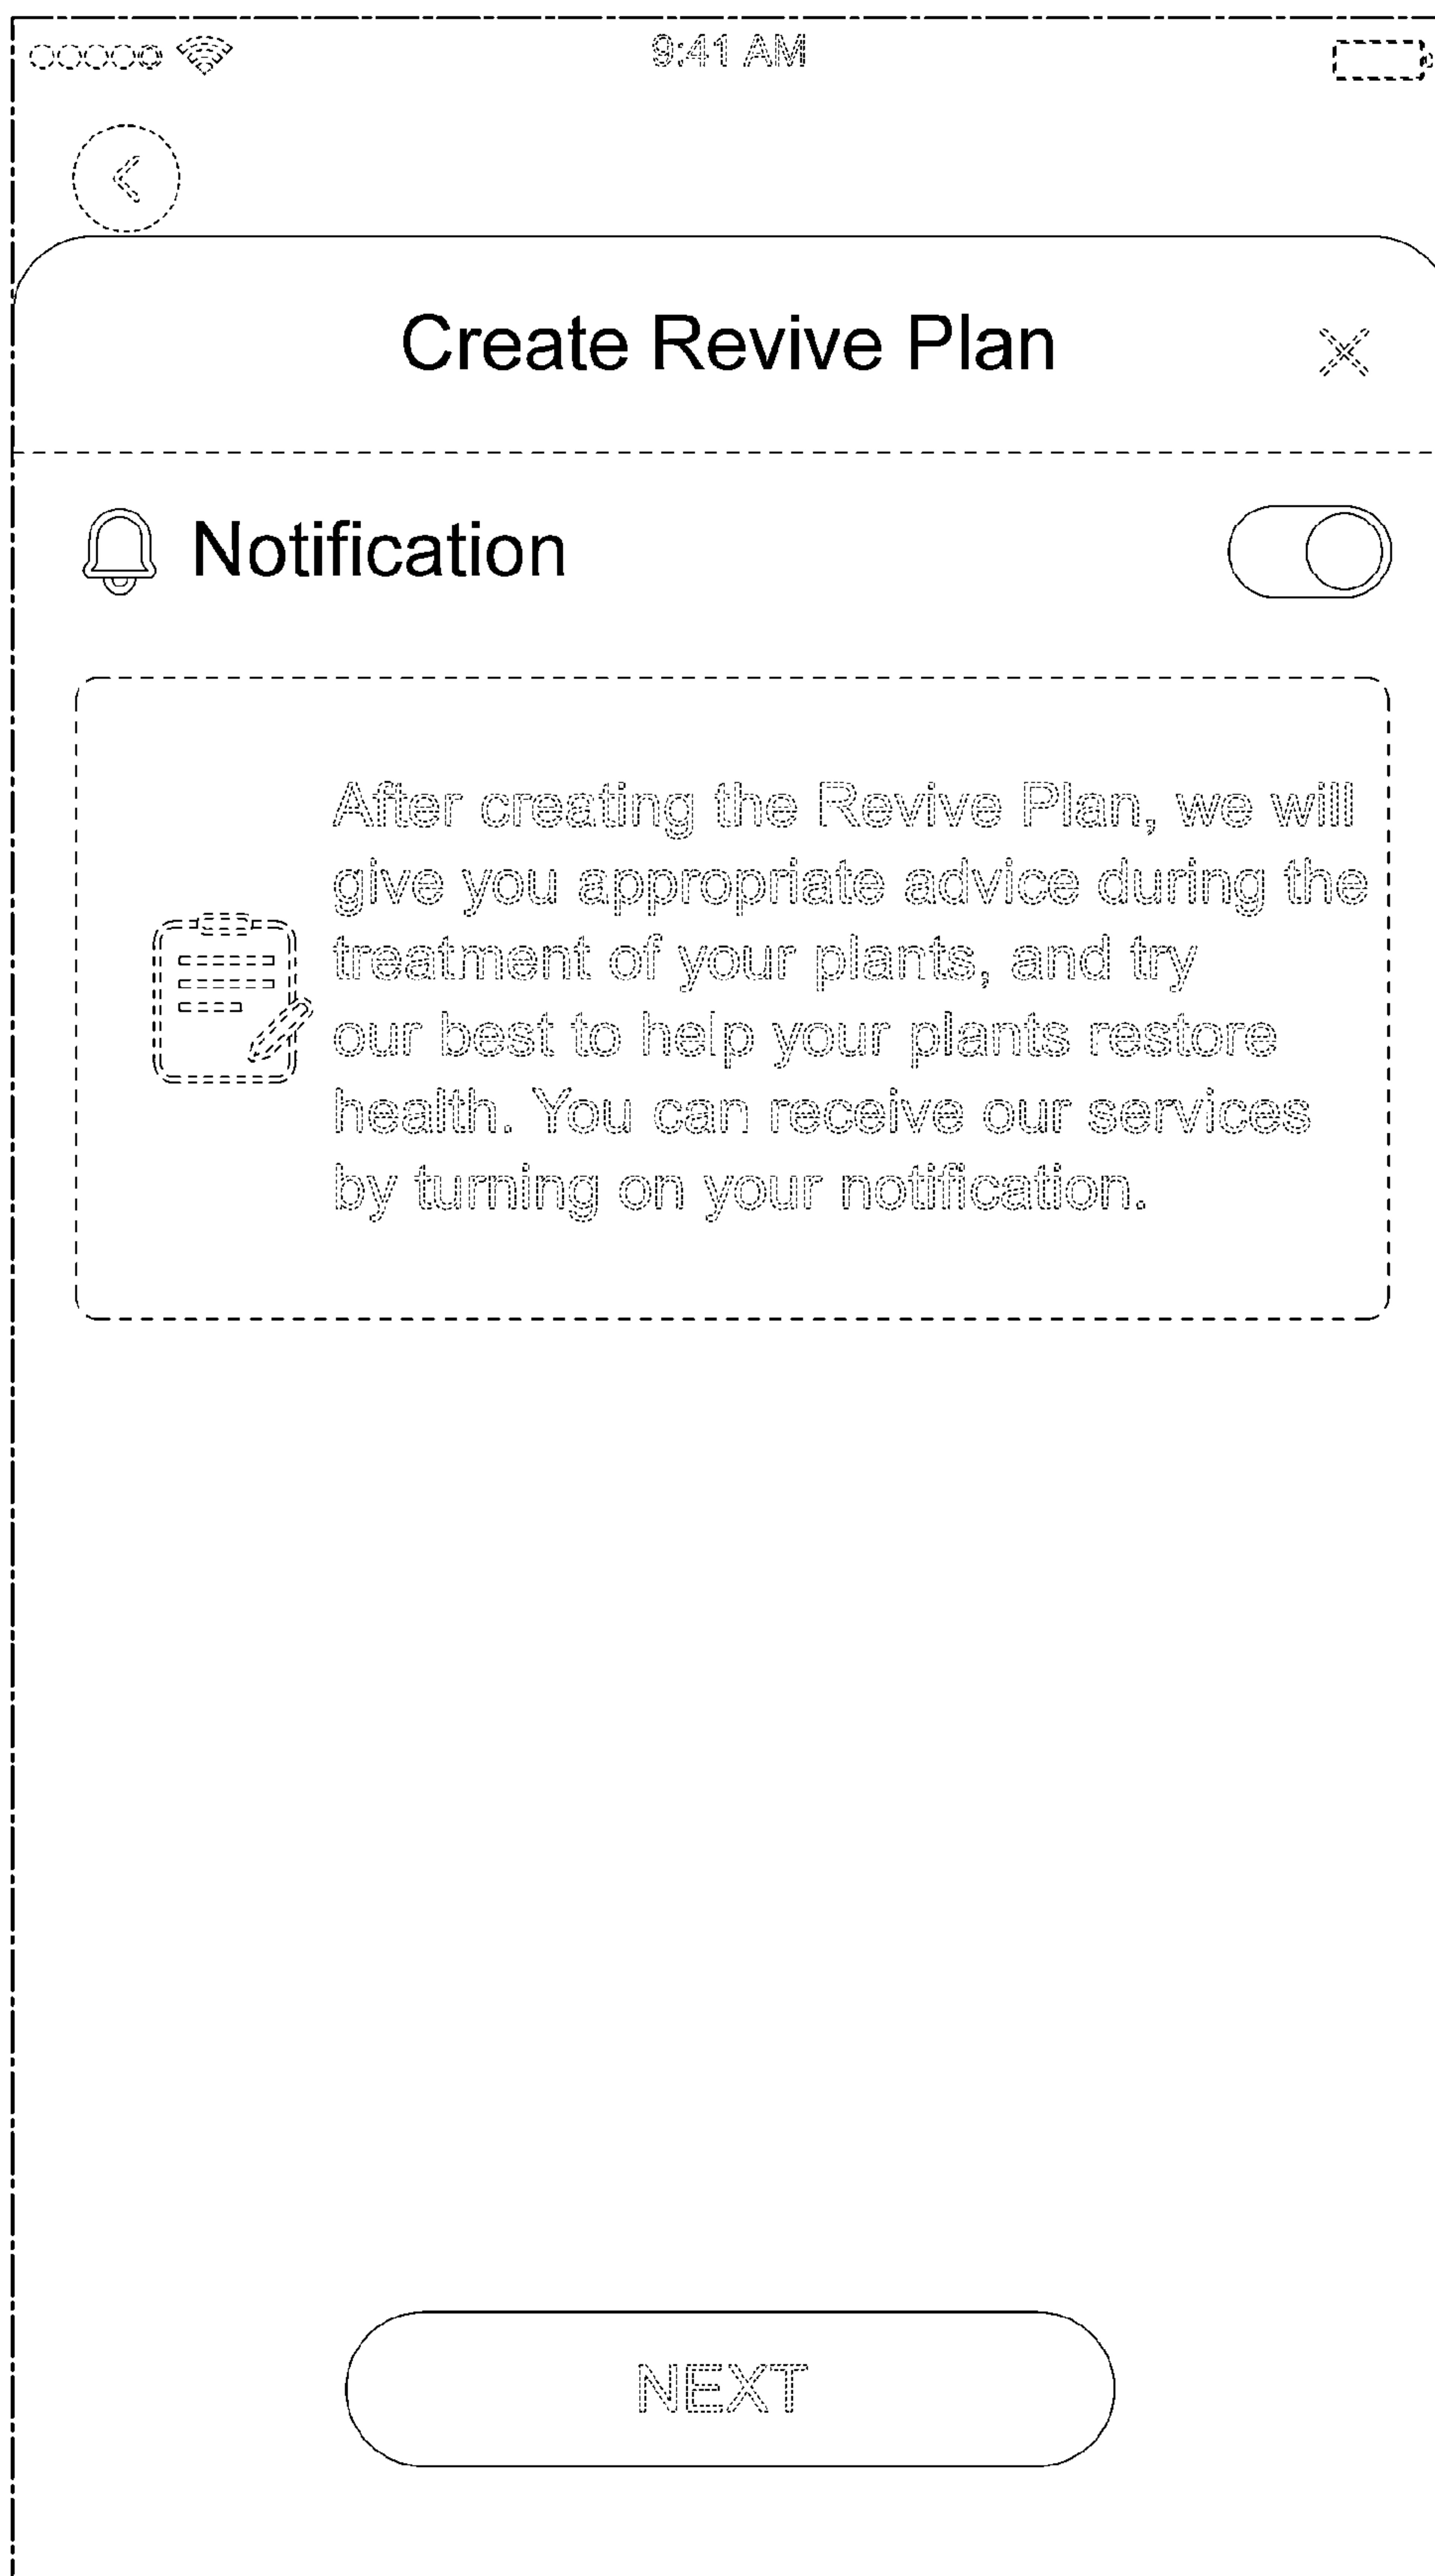 9:41 AM
Create Revive Plan
Notification
After creating the Revive Plan, we will
give you appropriate advice during the
treatment of your plants, and try
our best to help your plants restore
health. You can receive our services
by turning on your notification.
NEXT